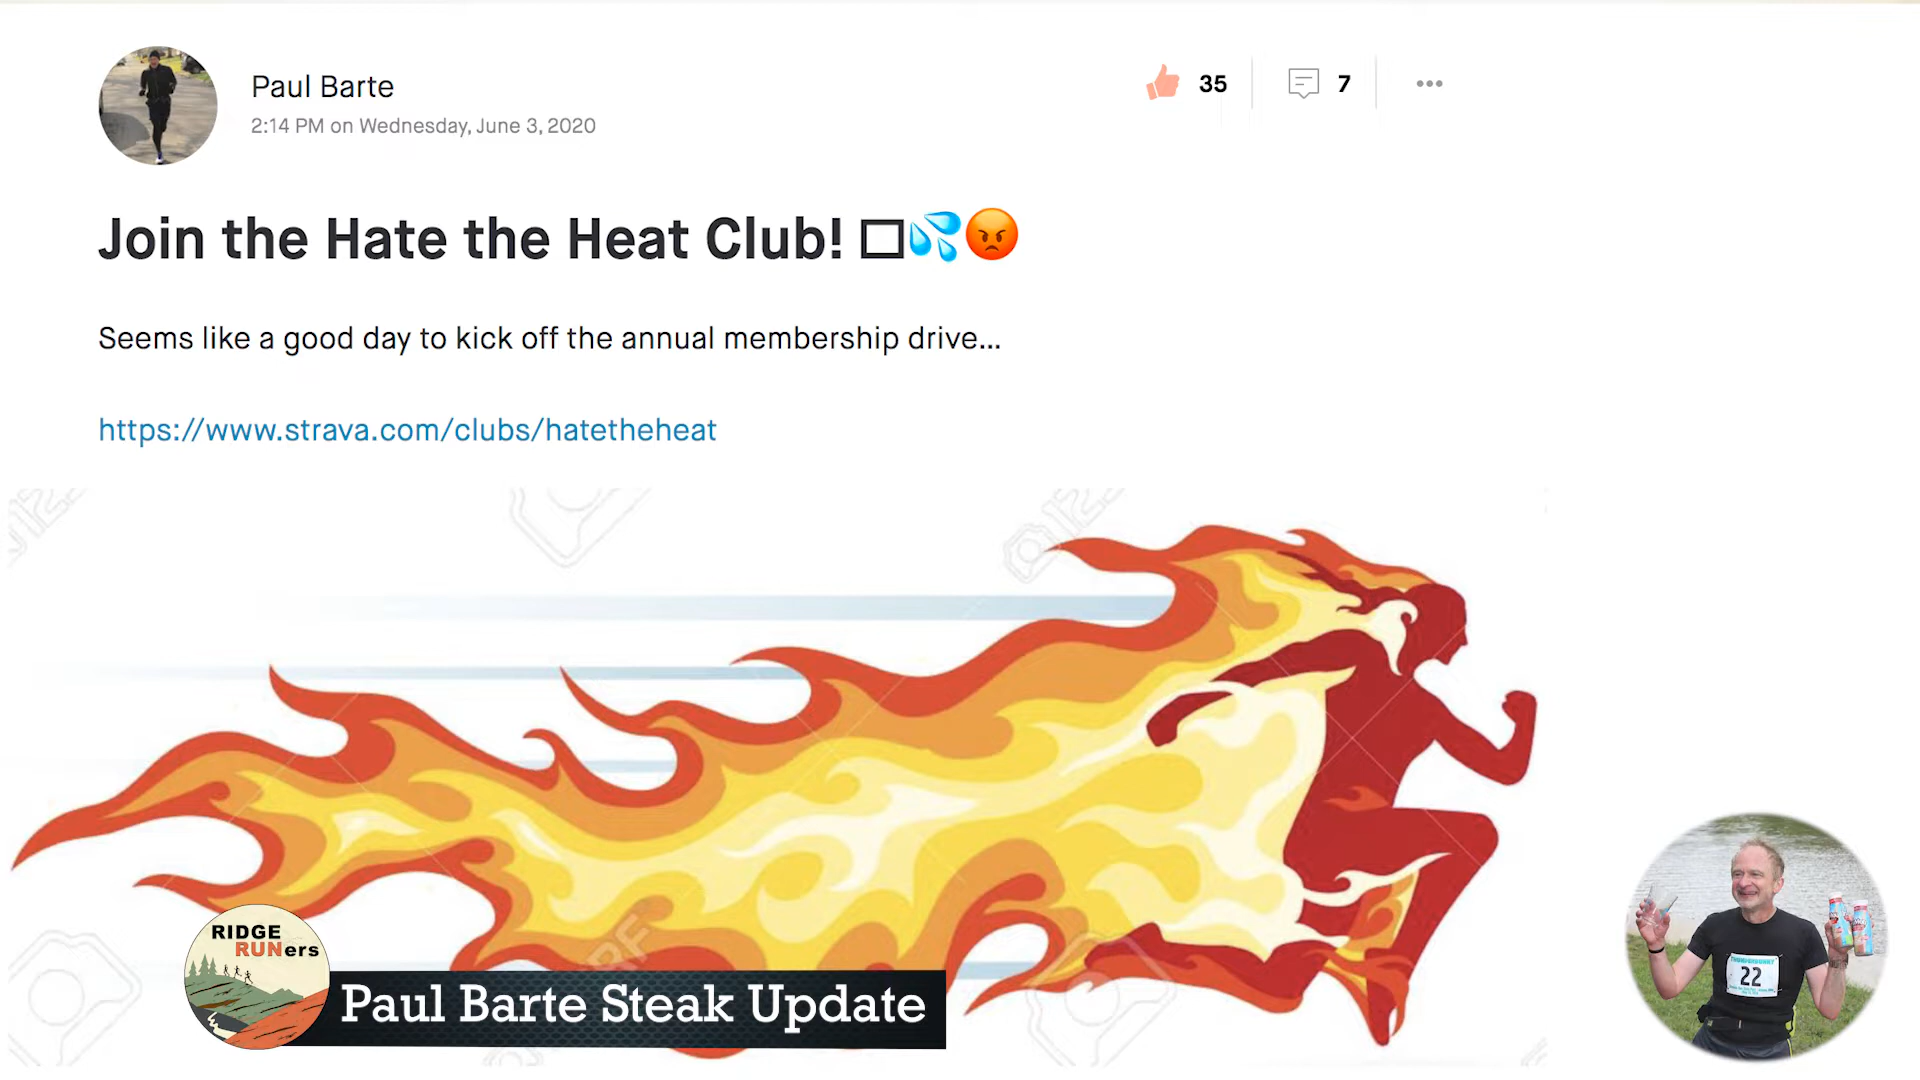 Paul Barte
2:14 PM on Wednesday, June 3, 2020
35
7
Join the Hate the Heat Club! □💦😡
Seems like a good day to kick off the annual membership drive...
https://www.strava.com/clubs/hatetheheat
RIDGE
RUNers
Paul Barte Steak Update
22